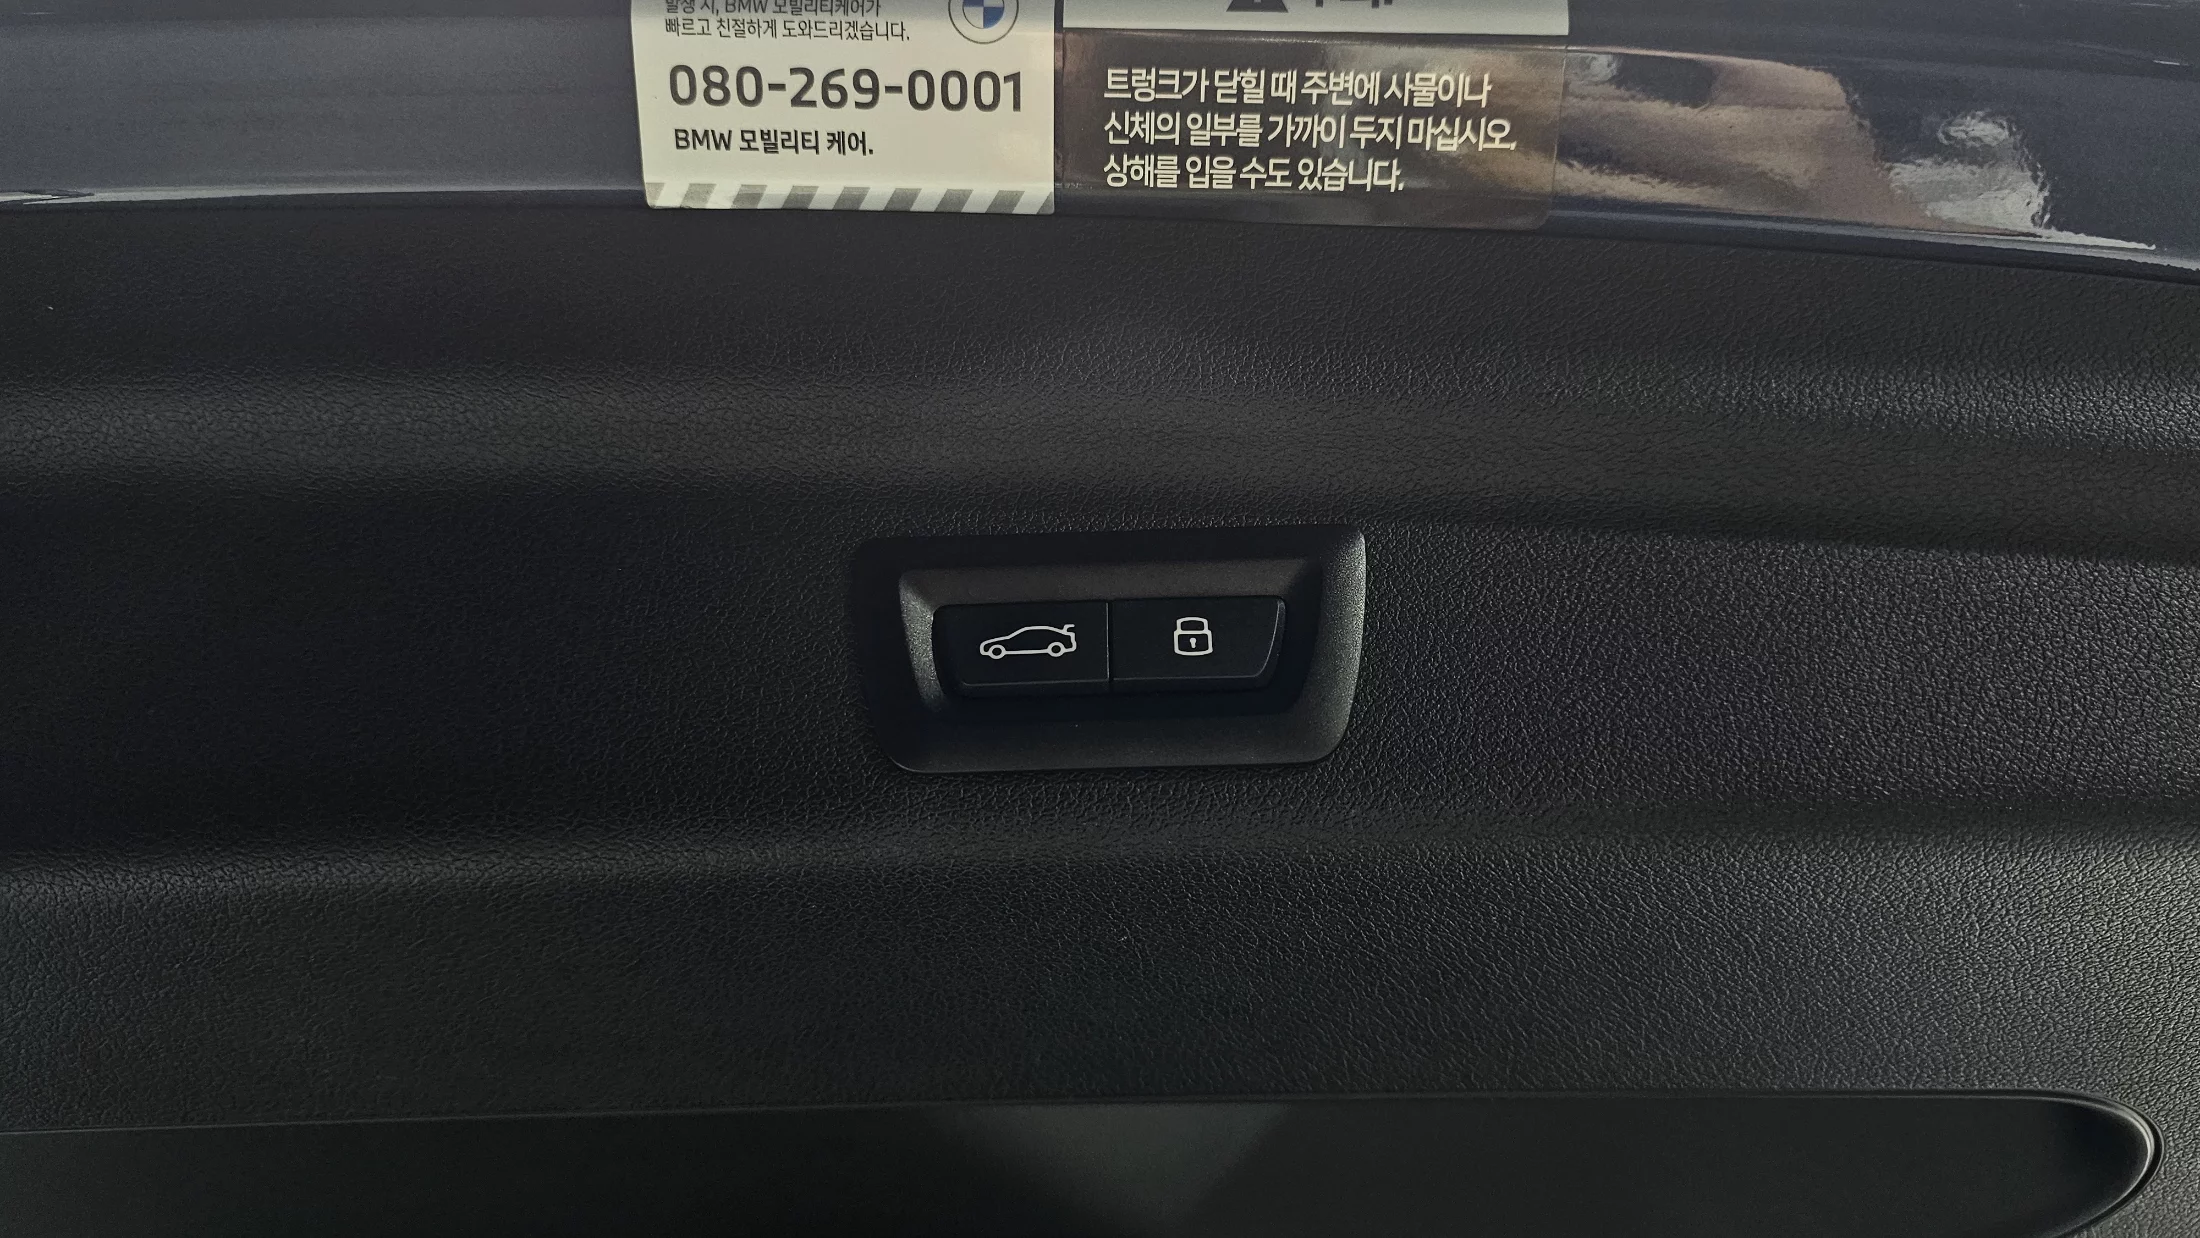 발생 시, BMW 모빌리티케어가
빠르고 친절하게 도와드리겠습니다.
080-269-0001
BMW 모빌리티 케어.
트렁크가 닫힐 때 주변에 사물이나
신체의 일부를 가까이 두지 마십시오.
상해를 입을 수도 있습니다.